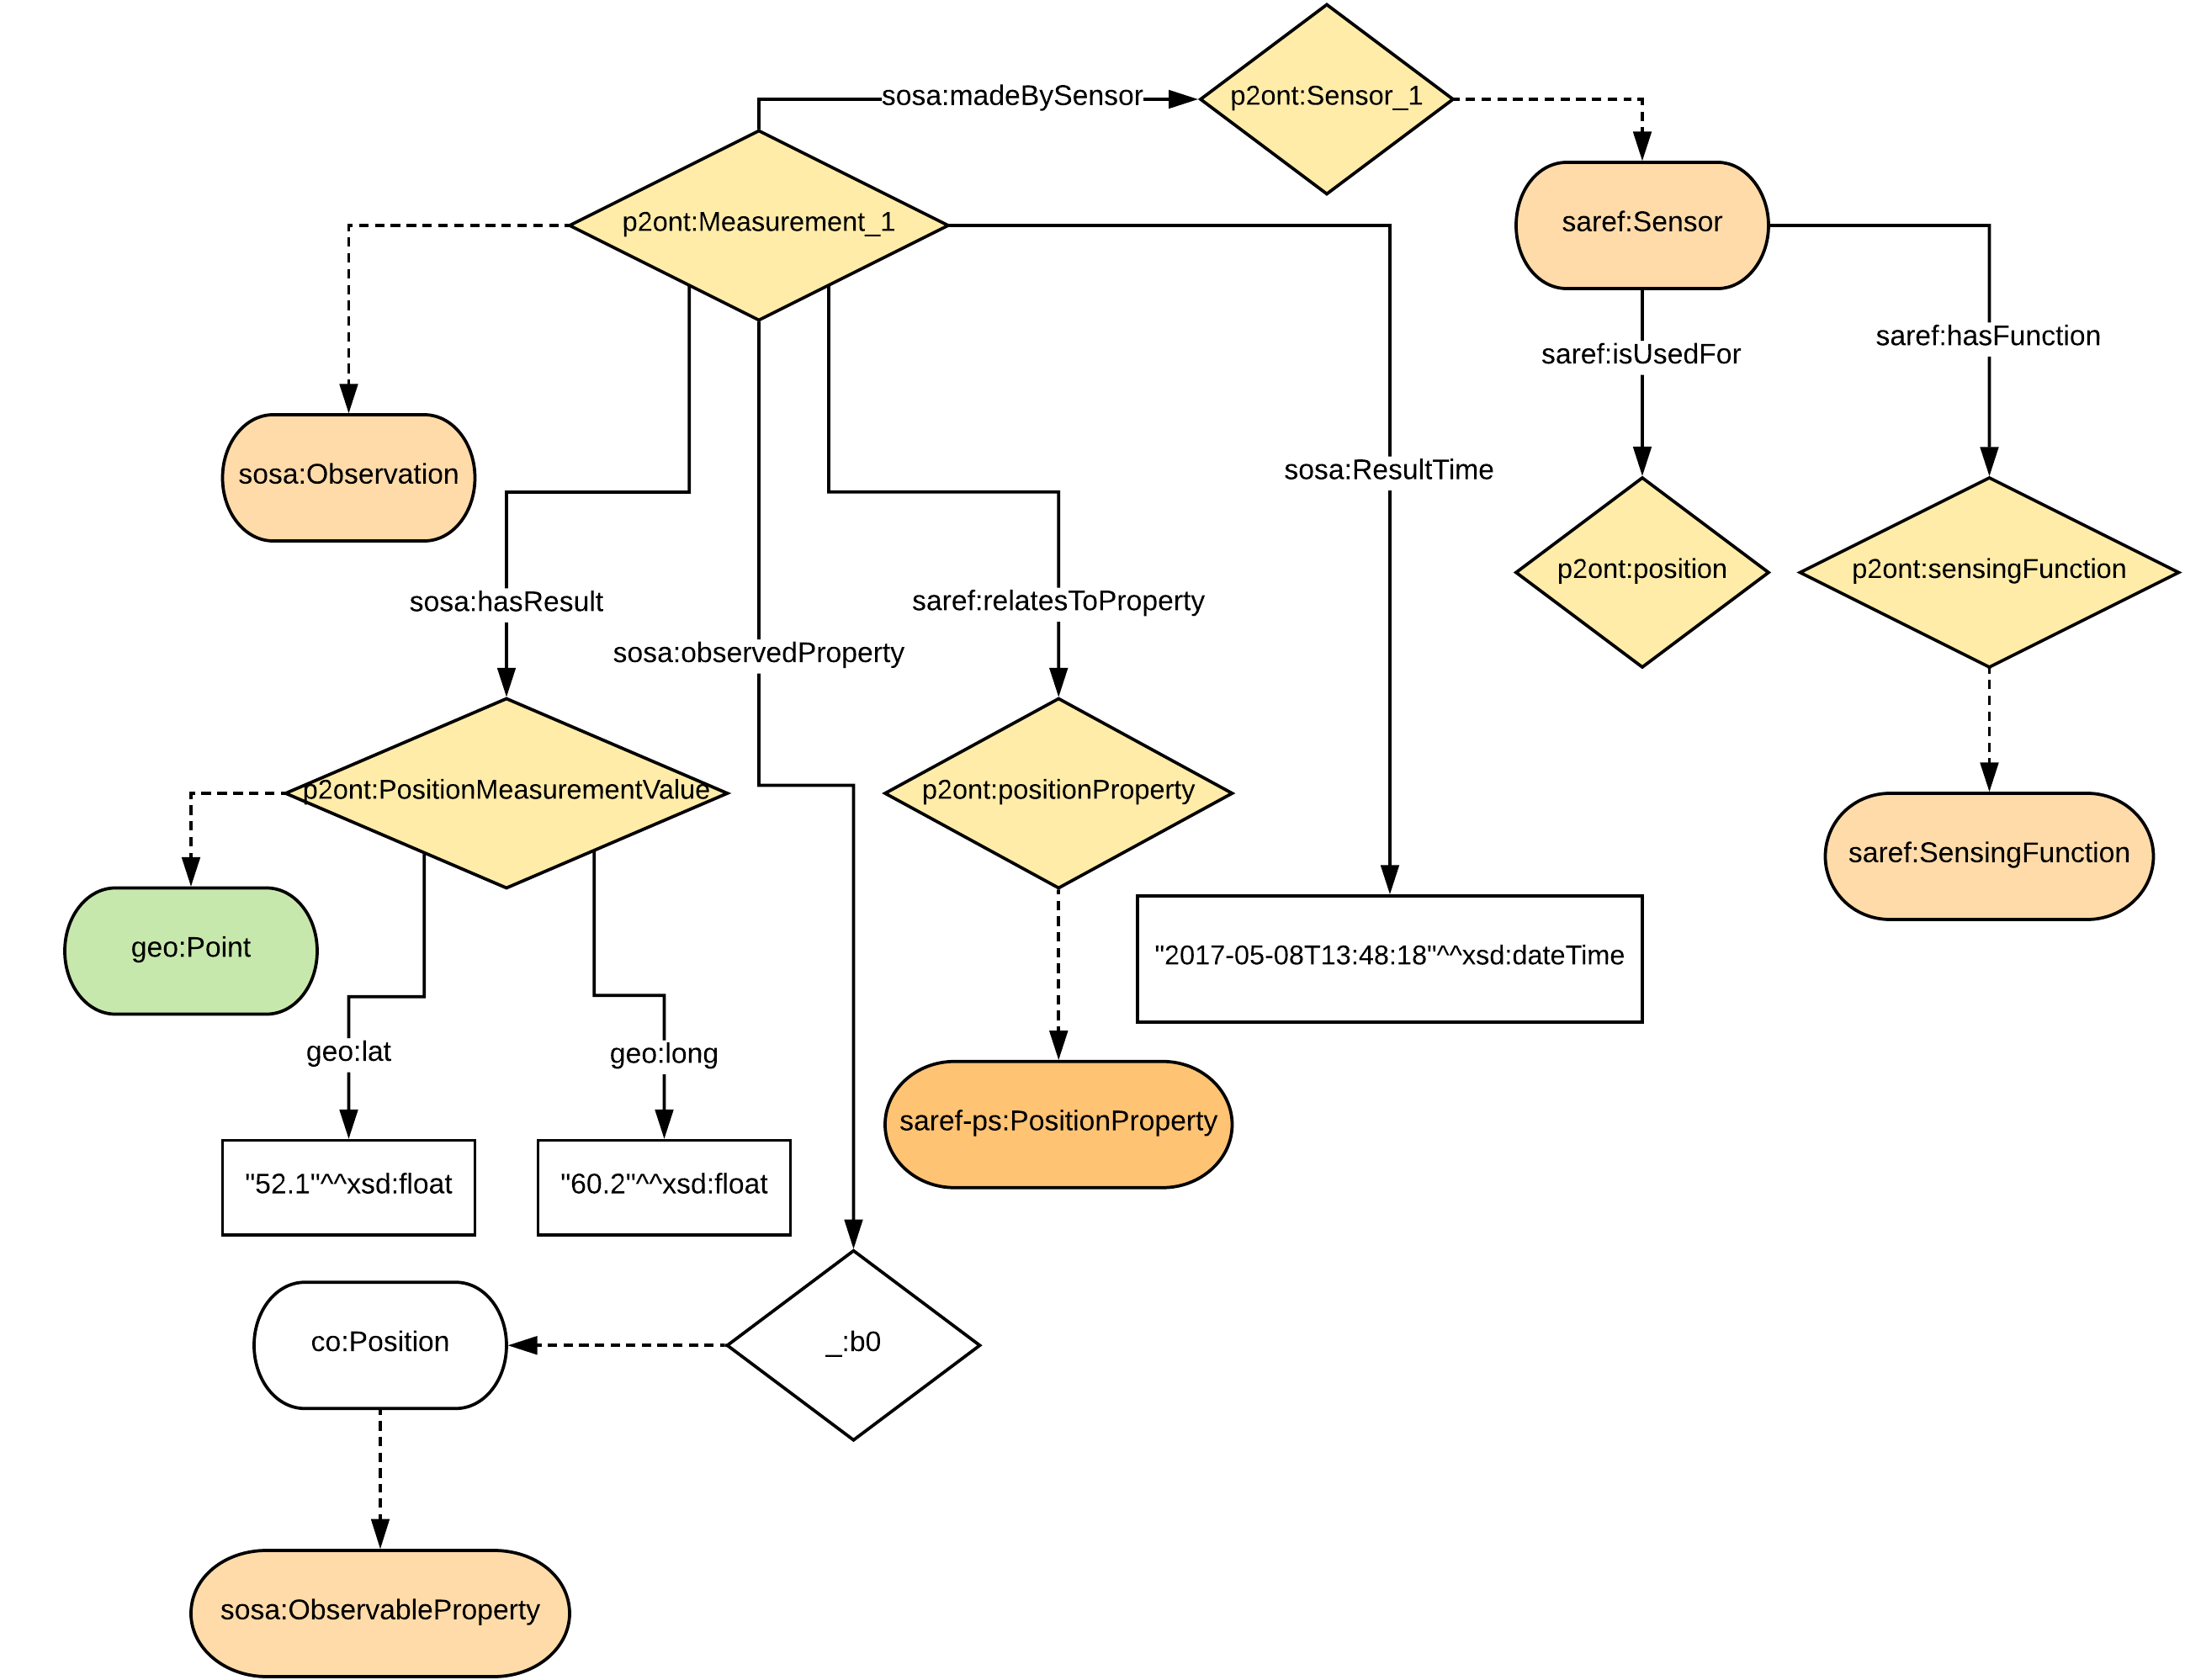 sosa:madeBySensor
p2ont:Sensor_1
p2ont:Measurement_1
saref:Sensor
saref:hasFunction
saref:isUsedFor
sosa:Observation
sosa:ResultTime
p2ont:position
p2ont:sensingFunction
sosa:hasResult
saref:relatesToProperty
sosa:observedProperty
p2ont:PositionMeasurementValue
p2ont:positionProperty
saref:SensingFunction
geo:Point
"2017-05-08T13:48:18"^^xsd:dateTime
geo:lat
geo:long
saref-ps:PositionProperty
"52.1"^^xsd:float
"60.2"^^xsd:float
co:Position
_:b0
sosa:ObservableProperty